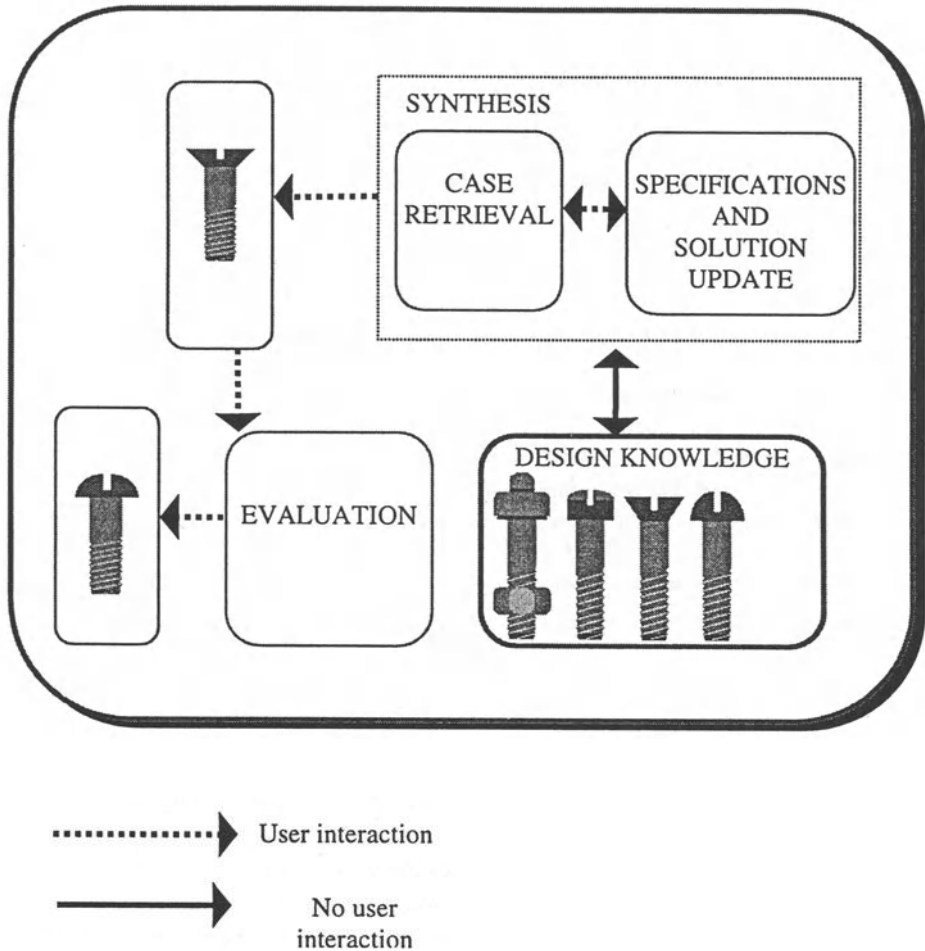 SYNTHESIS
CASE
RETRIEVAL
SPECIFICATIONS
AND
SOLUTION
UPDATE
EVALUATION
DESIGN KNOWLEDGE
User interaction
No user
interaction